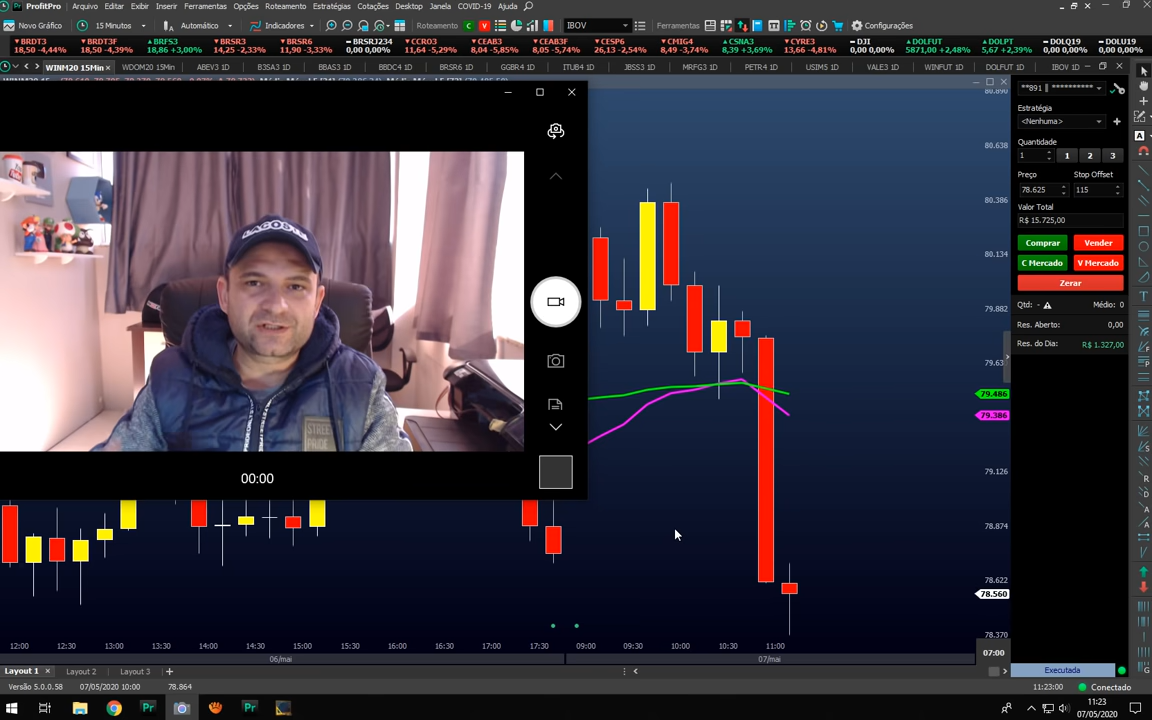 ProfitPro Arquivo Editar Exibir Inserir Ferramentas Opções Roteamento Estratégias Cotações Desktop Janela COVID-19 Ajuda
Novo Gráfico 15 Minutos Automático Indicadores Roteamento C V IBOV Ferramentas Configurações
BRDT3 BRDT3F BRFS3 BRSR3 BRSR6 BRSRJ234 CCRO3 CEAB3 CEAB3F CESP6 CMIG4 CSNA3 CYRE3 DJI DOLFUT DOLPT DOLQ19 DOLU19
18,50 -4,44% 18,50 -4,39% 18,86 +3,00% 14,25 -2,33% 11,90 -3,33% 0,00 0,00% 11,64 -5,29% 8,04 -5,85% 8,05 -5,74% 26,13 -2,54% 8,49 -3,74% 8,39 +3,69% 13,66 -4,81% 0,00 0,00% 5871,00 +2,48% 5,67 +2,39% 0,00 0,00% 0,00 0,00%
WINM20 15Min WDOM20 15Min ABEV3 1D B3SA3 1D BBAS3 1D BBDC4 1D BRSR6 1D GGBR4 1D ITUB4 1D JBSS3 1D MRFG3 1D PETR4 1D USIM5 1D VALE3 1D WINFUT 1D DOLFUT 1D IBOV 1D
**891 || **********
Estratégia
<Nenhuma>
Quantidade
1 1 2 3
Preço Stop Offset
78.625 115
Valor Total
R$ 15.725,00
Comprar Vender
C Mercado V Mercado
Zerar
Qtd: - Médio: 0
Res. Aberto: 0,00
Res. do Dia: R$ 1.327,00
80.890
80.638
80.386
80.134
79.882
79.63
79.486
79.386
79.126
78.874
78.622
78.560
78.370
LACOSTE
STREET
PRIDE
00:00
12:00 12:30 13:00 13:30 14:00 14:30 15:00 15:30 16:00 16:30 17:00 17:30 09:00 09:30 10:00 10:30 11:00
07:00
06/mai 07/mai
Layout 1 Layout 2 Layout 3
Executada
Versão 5.0.0.58 07/05/2020 10:00 78.864 11:23:00 Conectado
Pr Pr
11:23
07/05/2020